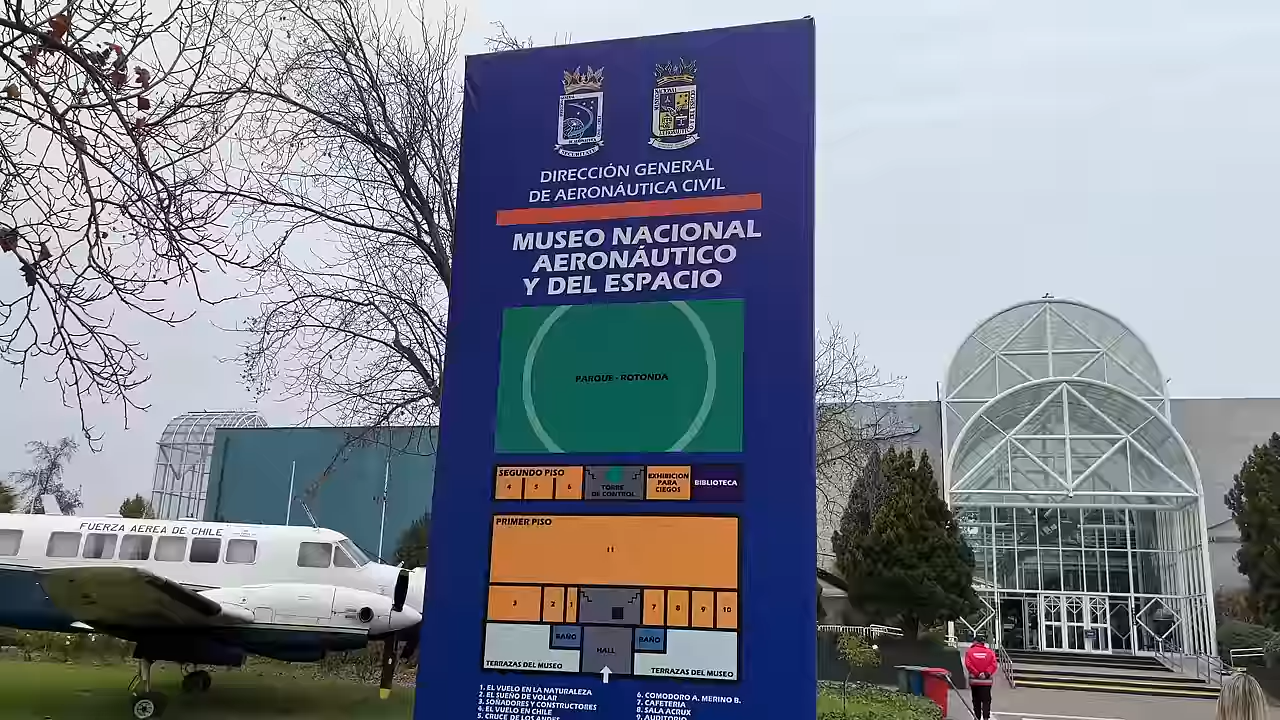 DIRECCIÓN GENERAL
DE AERONÁUTICA CIVIL
MUSEO NACIONAL
AERONÁUTICO
Y DEL ESPACIO
PARQUE - ROTONDA
SEGUNDO PISO
4 5 6
TORRE
DE CONTROL
EXHIBICION
PARA
CIEGOS
BIBLIOTECA
PRIMER PISO
11
3 2 1 7 8 9 10
BAÑO
BAÑO
HALL
TERRAZAS DEL MUSEO
TERRAZAS DEL MUSEO
1. EL VUELO EN LA NATURALEZA
2. EL SUEÑO DE VOLAR
3. SOÑADORES Y CONSTRUCTORES
4. EL VUELO EN CHILE
5. CRUCE DE LOS ANDES
6. COMODORO A. MERINO B.
7. CAFETERIA
8. SALA ACRUX
9. AUDITORIO
FUERZA AEREA DE CHILE